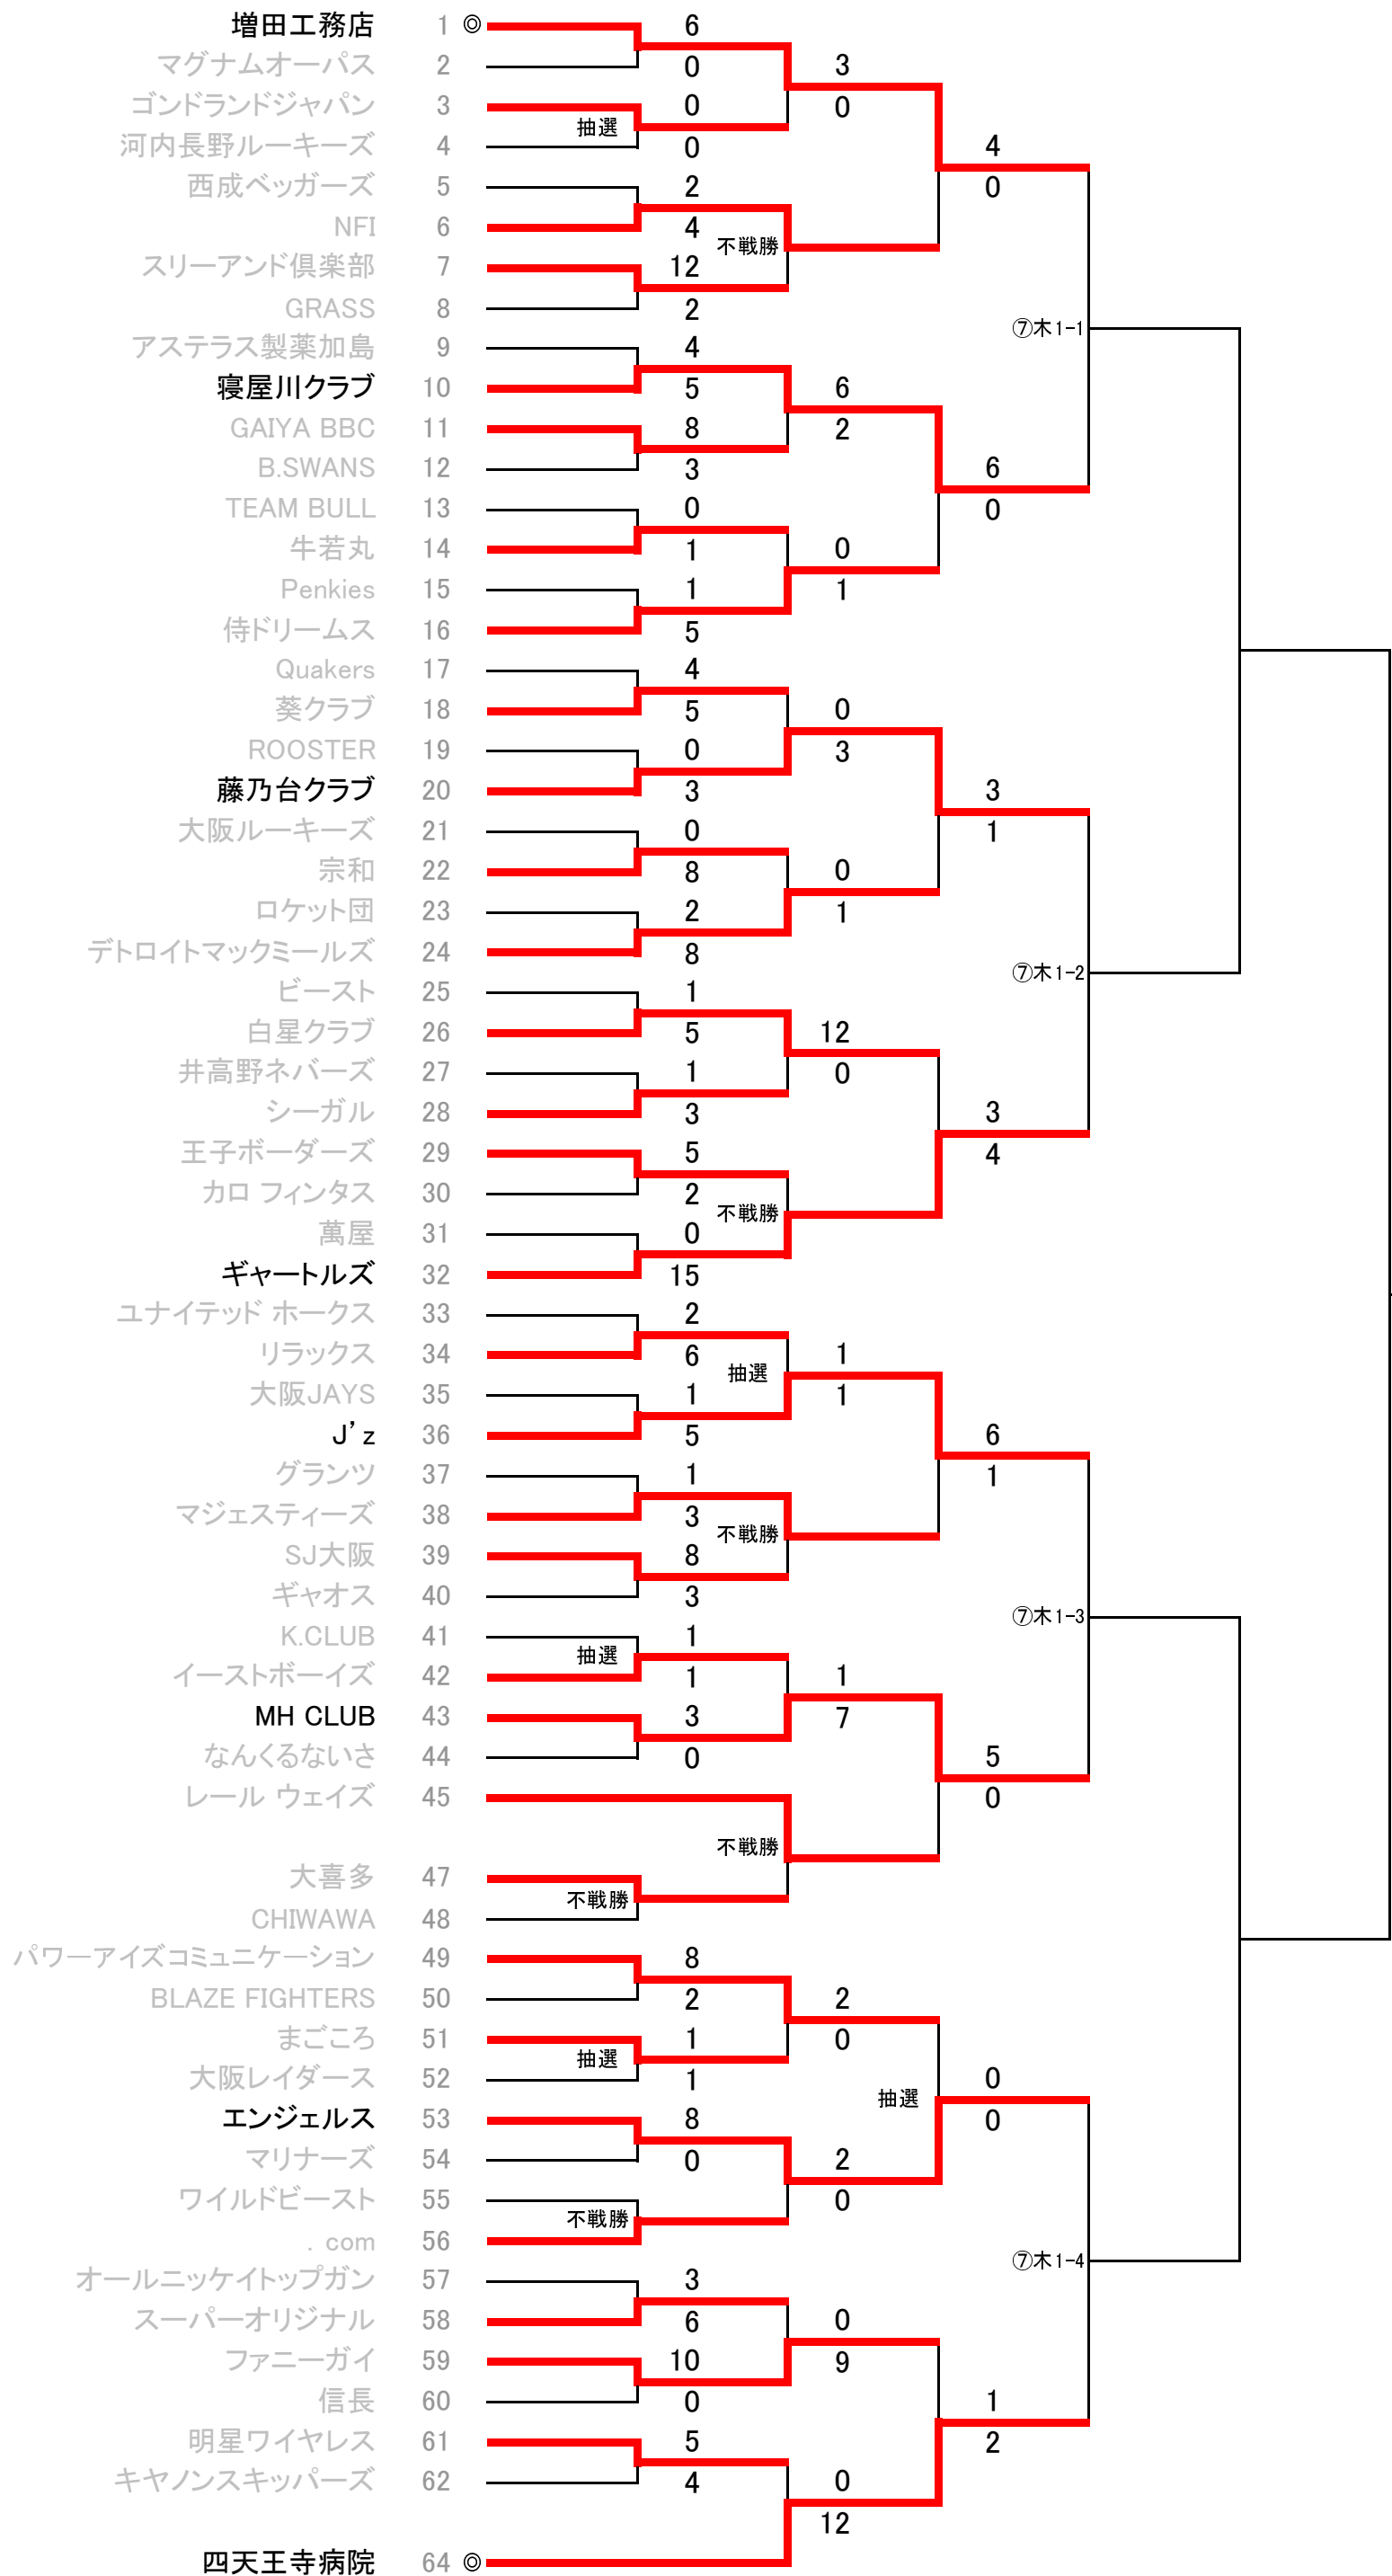 増田工務店 1 ◎ 6
マグナムオーパス 2 0 3
ゴンドランドジャパン 3 0 0
抽選
河内長野ルーキーズ 4 0 4
西成ベッガーズ 5 2 0
NFI 6 4
不戦勝
スリーアンド倶楽部 7 12
GRASS 8 2
⑦木1-1
アステラス製薬加島 9 4
寝屋川クラブ 10 5 6
GAIYA BBC 11 8 2
B.SWANS 12 3 6
TEAM BULL 13 0 0
牛若丸 14 1 0
Penkies 15 1 1
侍ドリームス 16 5
Quakers 17 4
葵クラブ 18 5 0
ROOSTER 19 0 3
藤乃台クラブ 20 3 3
大阪ルーキーズ 21 0 1
宗和 22 8 0
ロケット団 23 2 1
デトロイトマックミールズ 24 8
⑦木1-2
ビースト 25 1
白星クラブ 26 5 12
井高野ネバーズ 27 1 0
シーガル 28 3 3
王子ボーダーズ 29 5 4
カロ フィンタス 30 2
不戦勝
萬屋 31 0
ギャートルズ 32 15
ユナイテッド ホークス 33 2
リラックス 34 6 1
抽選
大阪JAYS 35 1 1
J’z 36 5 6
グランツ 37 1 1
マジェスティーズ 38 3
不戦勝
SJ大阪 39 8
ギャオス 40 3
⑦木1-3
K.CLUB 41 1
抽選
イーストボーイズ 42 1 1
MH CLUB 43 3 7
なんくるないさ 44 0 5
レール ウェイズ 45 0
不戦勝
大喜多 47
不戦勝
CHIWAWA 48
パワーアイズコミュニケーション 49 8
BLAZE FIGHTERS 50 2 2
まごころ 51 1 0
抽選
大阪レイダース 52 1 0
抽選
エンジェルス 53 8 0
マリナーズ 54 0 2
ワイルドビースト 55 0
不戦勝
. com 56
⑦木1-4
オールニッケイトップガン 57 3
スーパーオリジナル 58 6 0
ファニーガイ 59 10 9
信長 60 0 1
明星ワイヤレス 61 5 2
キヤノンスキッパーズ 62 4 0
12
四天王寺病院 64 ◎